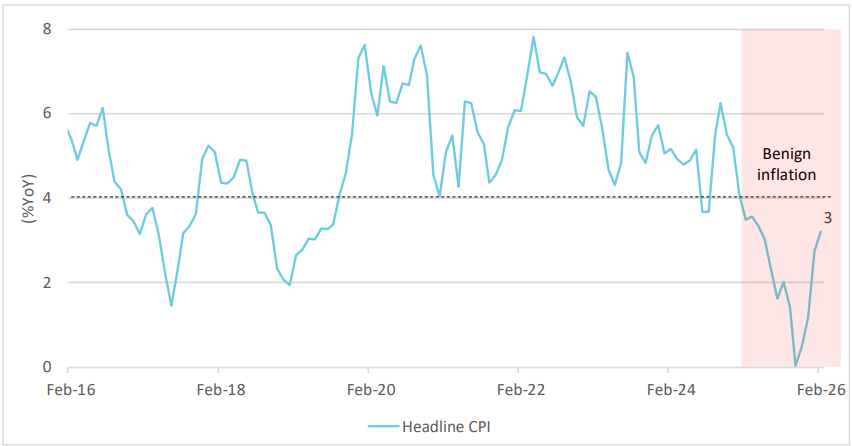 8
6
4
2
0
(%YoY)
Benign
inflation
3
Feb-16
Feb-18
Feb-20
Feb-22
Feb-24
Feb-26
Headline CPI